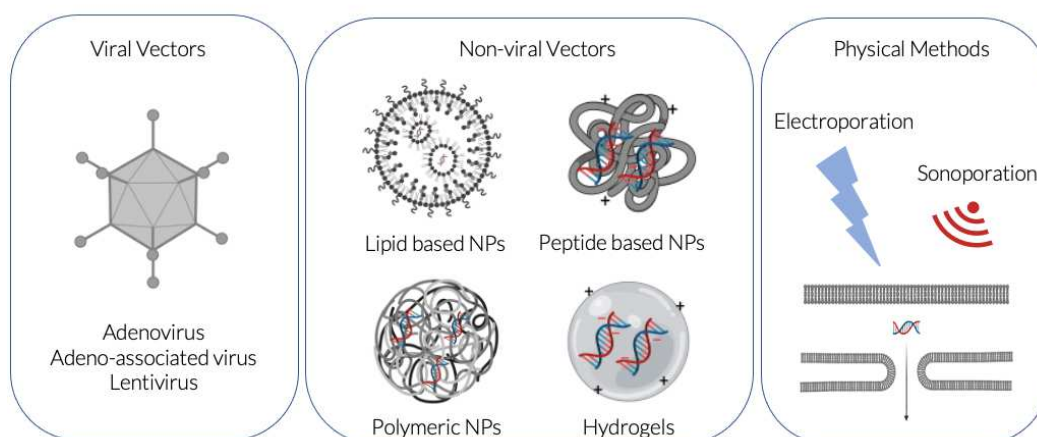 Viral Vectors
Adenovirus
Adeno-associated virus
Lentivirus
Non-viral Vectors
Lipid based NPs
Peptide based NPs
Polymeric NPs
Hydrogels
Physical Methods
Electroporation
Sonoporation